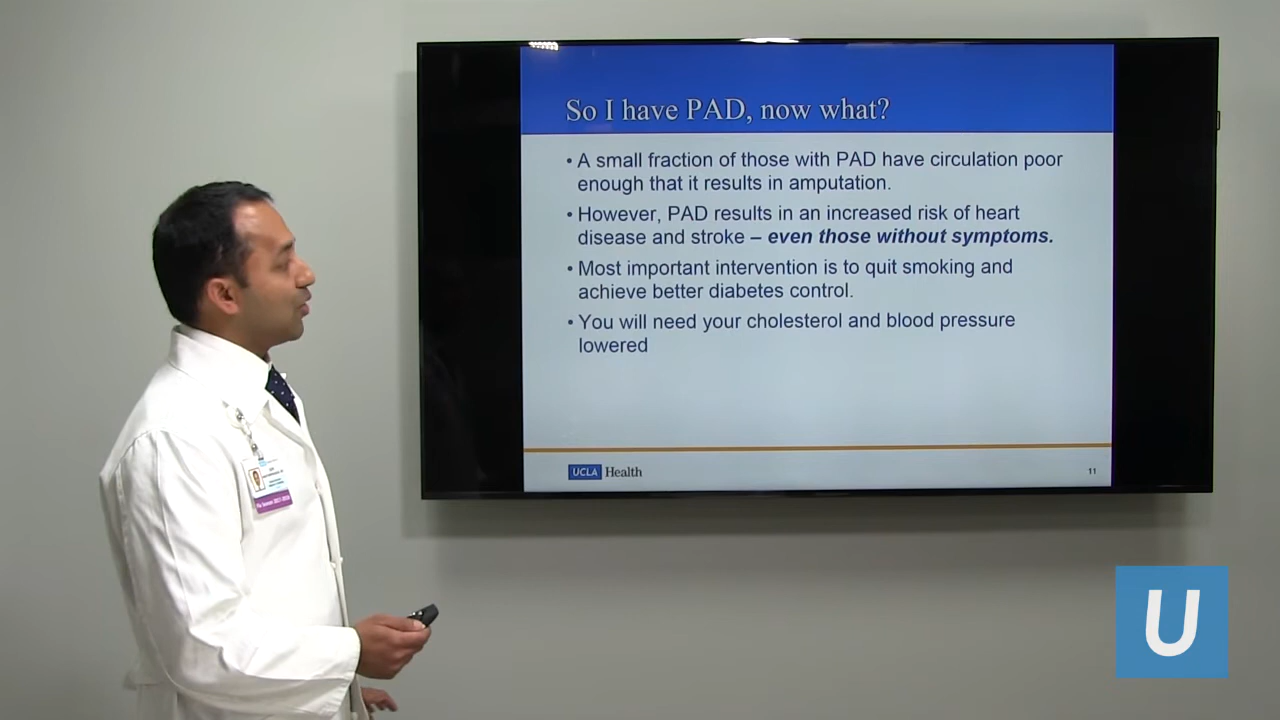 So I have PAD, now what?
• A small fraction of those with PAD have circulation poor
enough that it results in amputation.
• However, PAD results in an increased risk of heart
disease and stroke – even those without symptoms.
• Most important intervention is to quit smoking and
achieve better diabetes control.
• You will need your cholesterol and blood pressure
lowered
UCLA Health
11
U